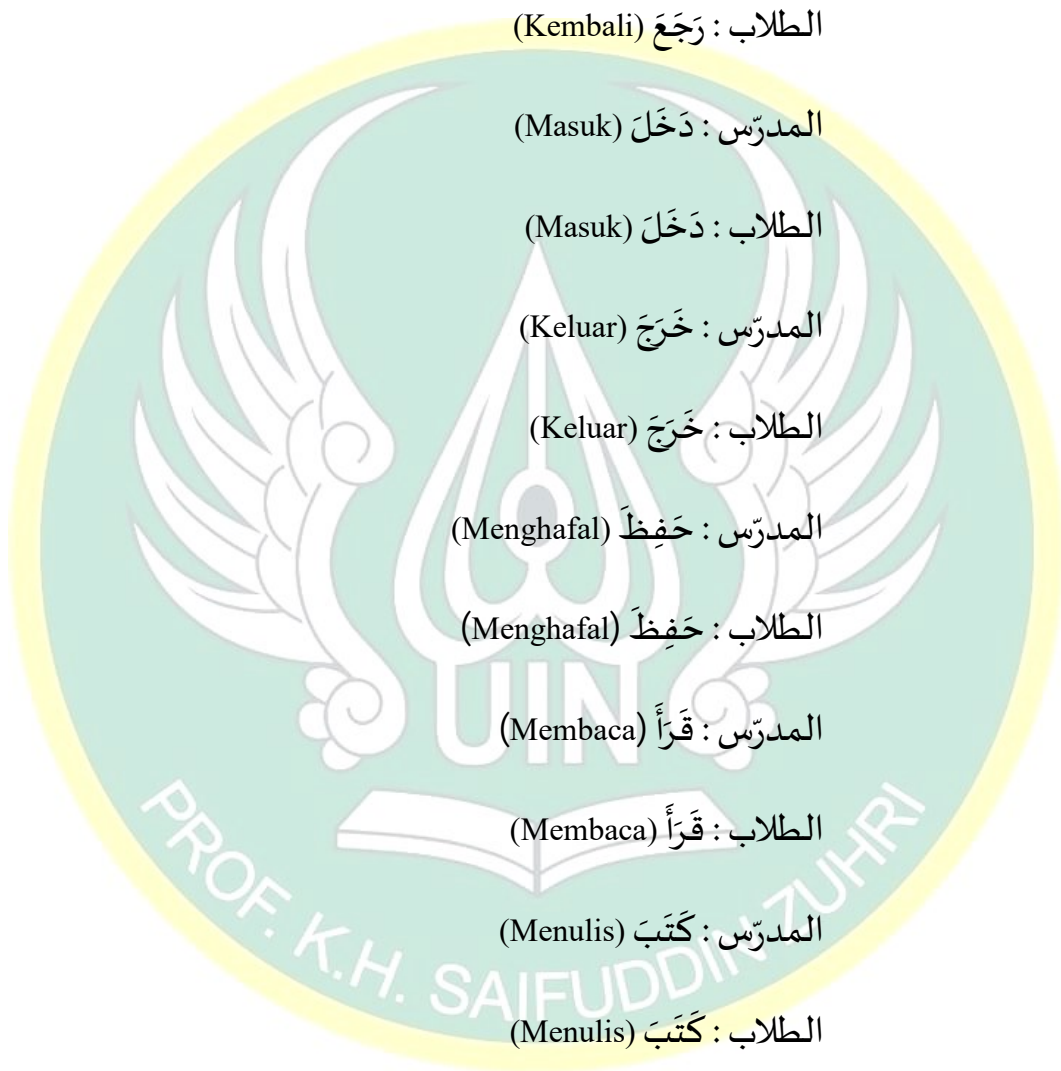 الطلاب : رَجَعَ (Kembali)
المدرّس : دَخَلَ (Masuk)
الطلاب : دَخَلَ (Masuk)
المدرّس : خَرَجَ (Keluar)
الطلاب : خَرَجَ (Keluar)
المدرّس : حَفِظَ (Menghafal)
الطلاب : حَفِظَ (Menghafal)
المدرّس : قَرَأَ (Membaca)
الطلاب : قَرَأَ (Membaca)
المدرّس : كَتَبَ (Menulis)
الطلاب : كَتَبَ (Menulis)
UIN
PROF. K.H. SAIFUDDIN ZUHRI